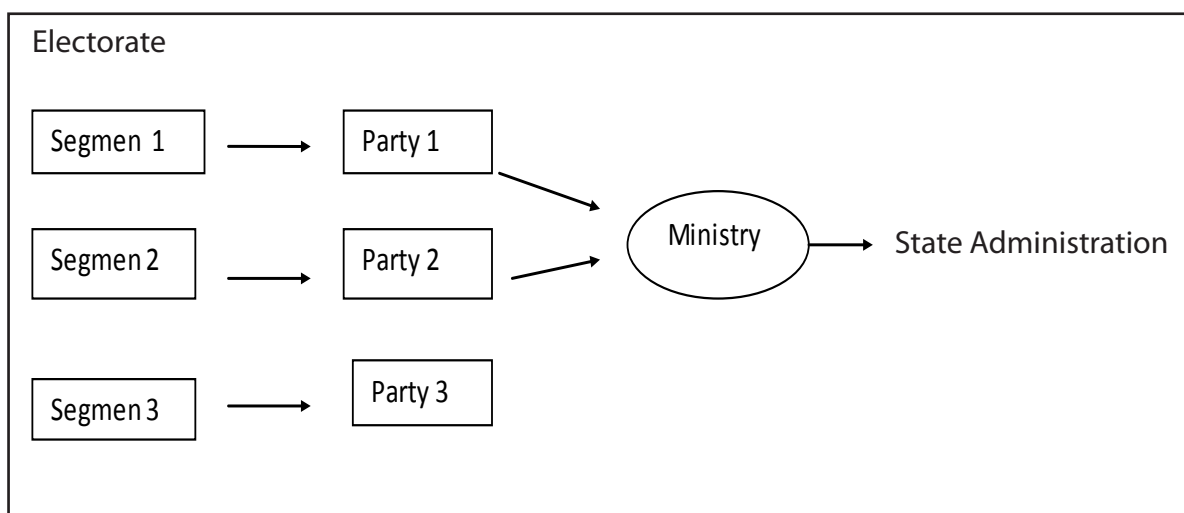 Electorate
Segmen 1
Party 1
Segmen 2
Party 2
Ministry
State Administration
Segmen 3
Party 3